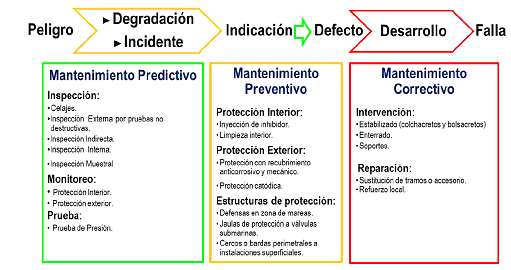 Peligro
► Degradación
► Incidente
Indicación
Defecto
Desarrollo
Falla
Mantenimiento Predictivo
Inspección:
•Celajes.
•Inspección Externa por pruebas no
destructivas.
•Inspección Indirecta.
•Inspección Interna.
•Inspección Muestral
Monitoreo:
• Protección Interior.
• Protección exterior.
Prueba:
• Prueba de Presión.
Mantenimiento
Preventivo
Protección Interior:
•Inyección de inhibidor.
•Limpieza interior.
Protección Exterior:
•Protección con recubrimiento
anticorrosivo y mecánico.
•Protección catódica.
Estructuras de protección:
•Defensas en zona de mareas.
•Jaulas de protección a válvulas
submarinas.
•Cercos o bardas perimetrales a
instalaciones superficiales.
Mantenimiento
Correctivo
Intervención:
•Estabilizado (colchacretos y bolsacretos)
•Enterrado.
•Soportes.
Reparación:
•Sustitución de tramos o accesorio.
•Refuerzo local.